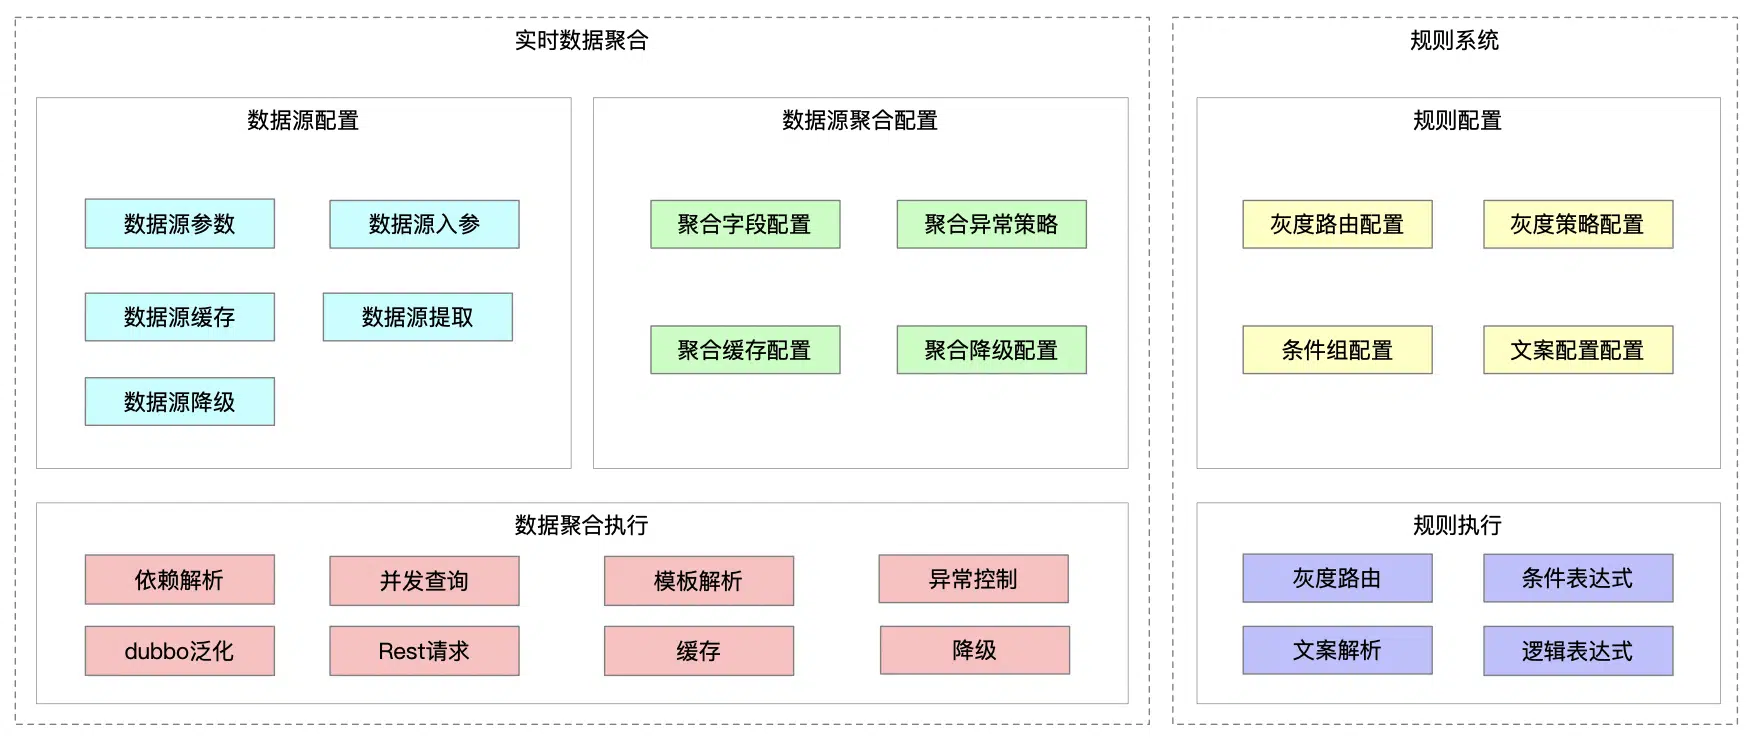 实时数据聚合
数据源配置
数据源参数
数据源入参
数据源缓存
数据源提取
数据源降级
数据源聚合配置
聚合字段配置
聚合异常策略
聚合缓存配置
聚合降级配置
数据聚合执行
依赖解析
并发查询
模板解析
异常控制
dubbo泛化
Rest请求
缓存
降级
规则系统
规则配置
灰度路由配置
灰度策略配置
条件组配置
文案配置配置
规则执行
灰度路由
条件表达式
文案解析
逻辑表达式